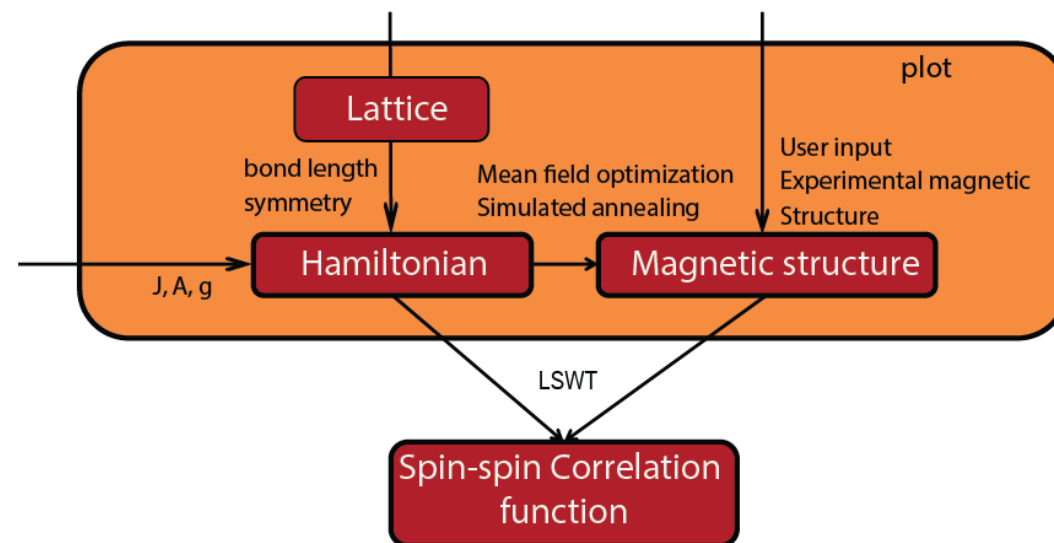 plot
Lattice
bond length
symmetry
Mean field optimization
Simulated annealing
User input
Experimental magnetic
Structure
Hamiltonian
Magnetic structure
J, A, g
LSWT
Spin-spin Correlation
function